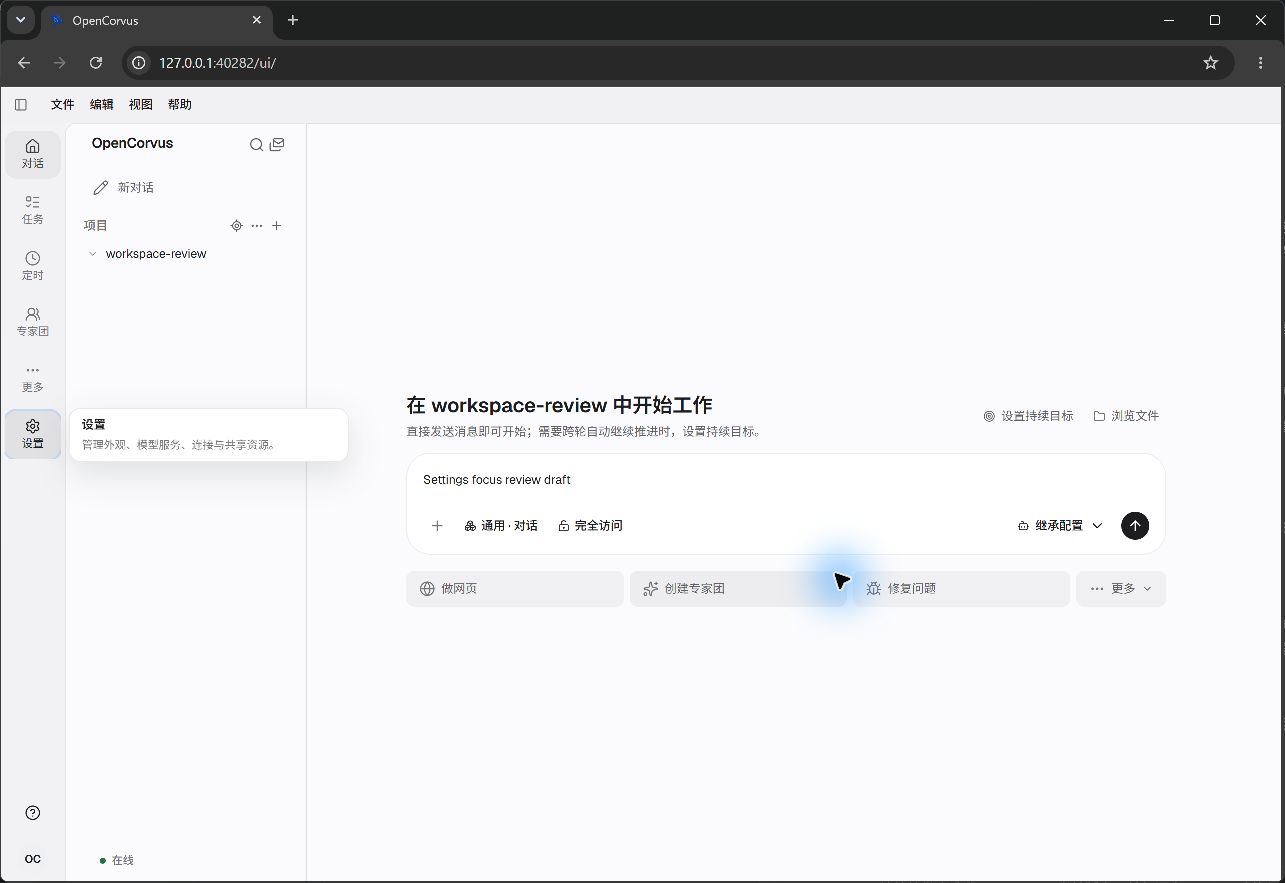 OpenCorvus
127.0.0.1:40282/ui/
文件 编辑 视图 帮助
对话
任务
定时
专家团
更多
设置
OC
OpenCorvus
新对话
项目
workspace-review
设置
管理外观、模型服务、连接与共享资源。
在线
在 workspace-review 中开始工作
直接发送消息即可开始；需要跨轮自动继续推进时，设置持续目标。
设置持续目标 浏览文件
Settings focus review draft
通用 · 对话 完全访问 继承配置
做网页 创建专家团 修复问题 更多